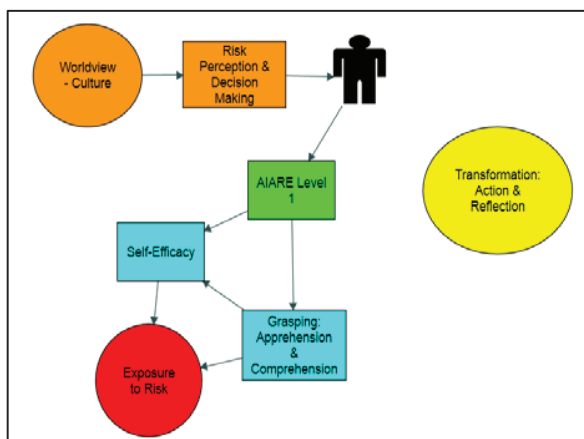 Worldview
- Culture
Risk
Perception &
Decision
Making
AIARE Level
1
Transformation:
Action &
Reflection
Self-Efficacy
Grasping:
Apprehension
&
Comprehension
Exposure
to Risk